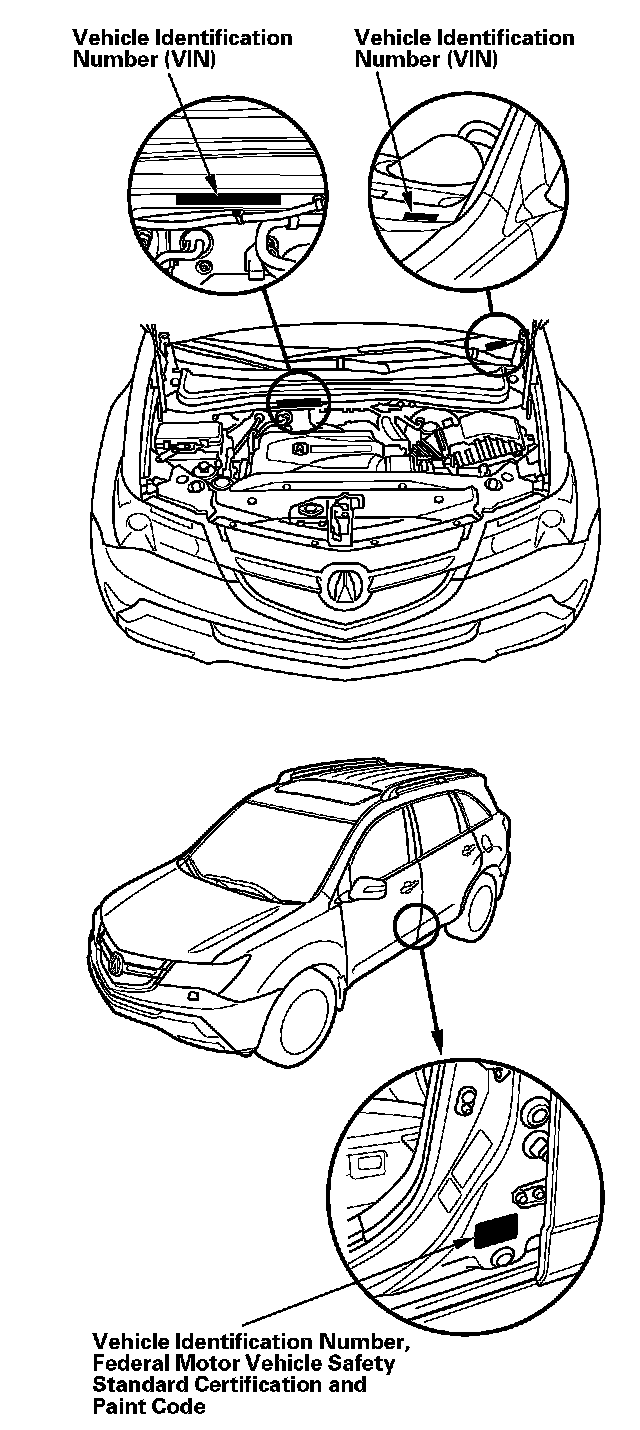 Vehicle Identification
Number (VIN)
Vehicle Identification
Number (VIN)
Vehicle Identification Number,
Federal Motor Vehicle Safety
Standard Certification and
Paint Code